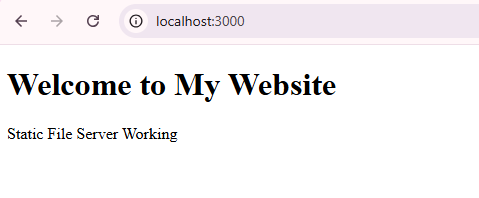 localhost:3000
Welcome to My Website
Static File Server Working